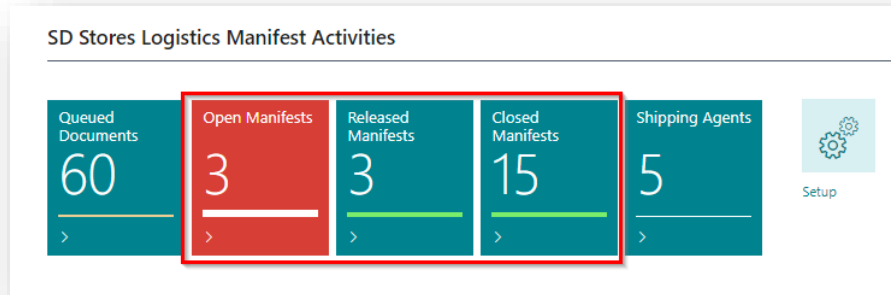 SD Stores Logistics Manifest Activities
Queued
Documents
60
Open Manifests
3
Released
Manifests
3
Closed
Manifests
15
Shipping Agents
5
Setup